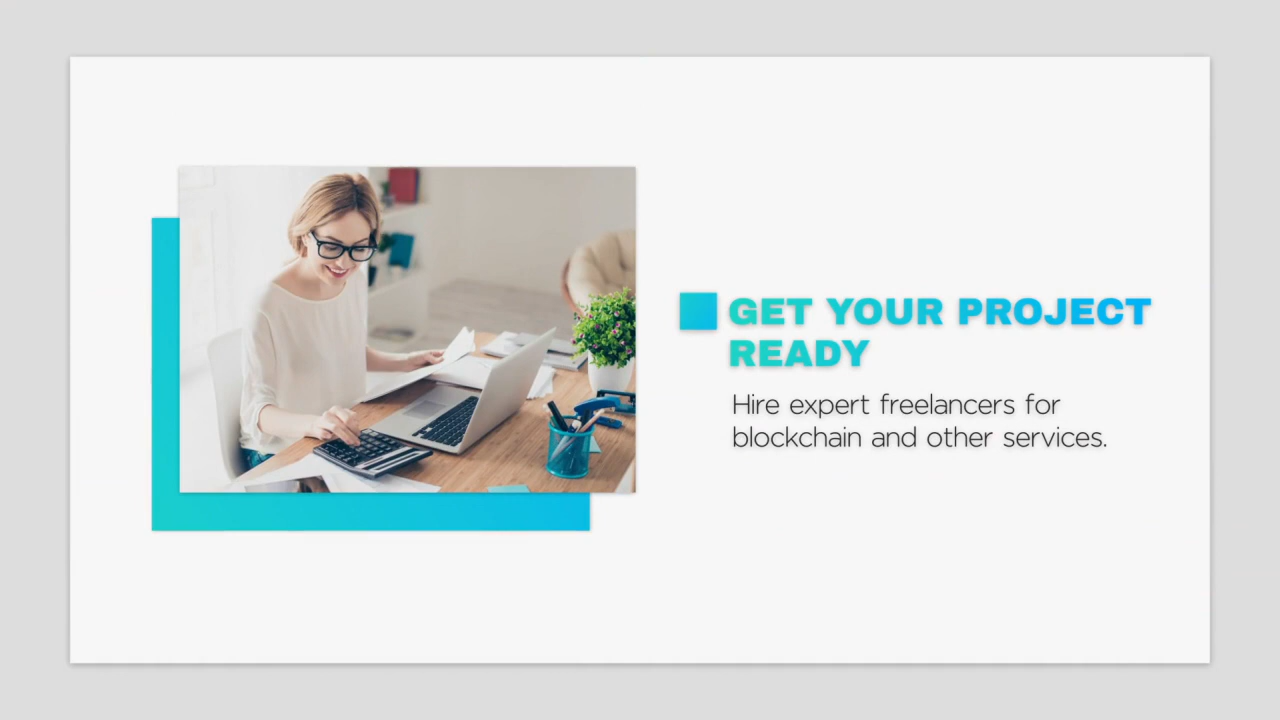 GET YOUR PROJECT
READY
Hire expert freelancers for
blockchain and other services.